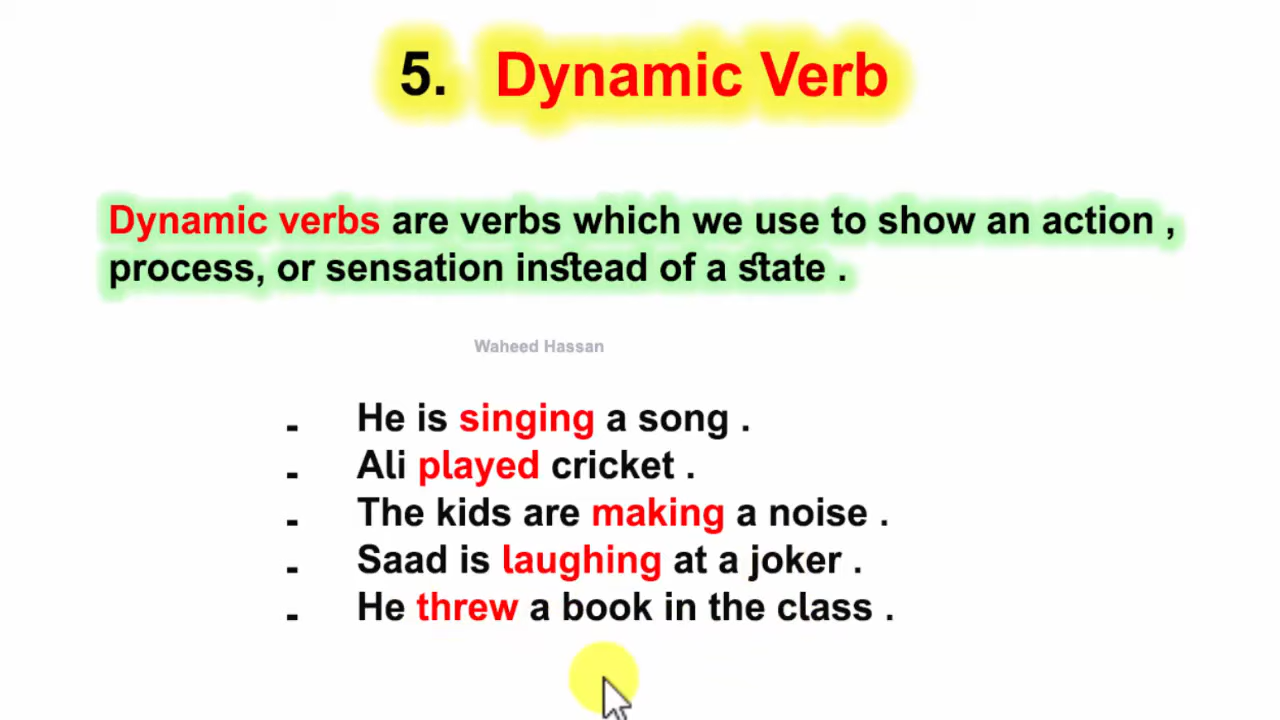 5. Dynamic Verb
Dynamic verbs are verbs which we use to show an action ,
process, or sensation instead of a state .
Waheed Hassan
- He is singing a song .
- Ali played cricket .
- The kids are making a noise .
- Saad is laughing at a joker .
- He threw a book in the class .